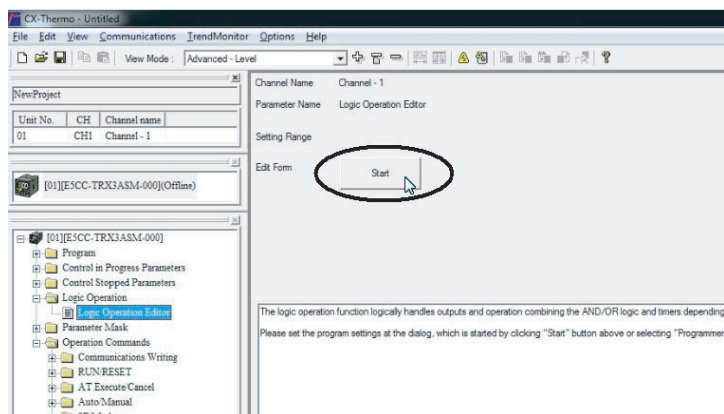 CX-Thermo - Untitled
File Edit View Communications TrendMonitor Options Help
View Mode : Advanced - Level
NewProject
Unit No. CH Channel name
01 CH1 Channel - 1
[01][E5CC-TRX3ASM-000](Offline)
[01][E5CC-TRX3ASM-000]
Program
Control in Progress Parameters
Control Stopped Parameters
Logic Operation
Logic Operation Editor
Parameter Mask
Operation Commands
Communications Writing
RUN/RESET
AT Execute/Cancel
Auto/Manual
Channel Name Channel - 1
Parameter Name Logic Operation Editor
Setting Range
Edit Form Start
The logic operation function logically handles outputs and operation combining the AND/OR logic and timers depending
Please set the program settings at the dialog, which is started by clicking "Start" button above or selecting "Programmer